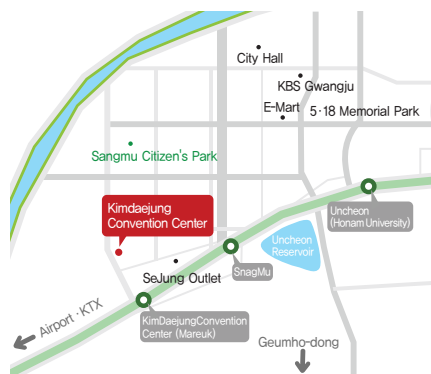 City Hall
KBS Gwangju
E-Mart
5·18 Memorial Park
Sangmu Citizen's Park
Kimdaejung
Convention Center
Uncheon
(Honam University)
Uncheon
Reservoir
SnagMu
SeJung Outlet
KimDaejungConvention
Center (Mareuk)
Airport·KTX
Geumho-dong